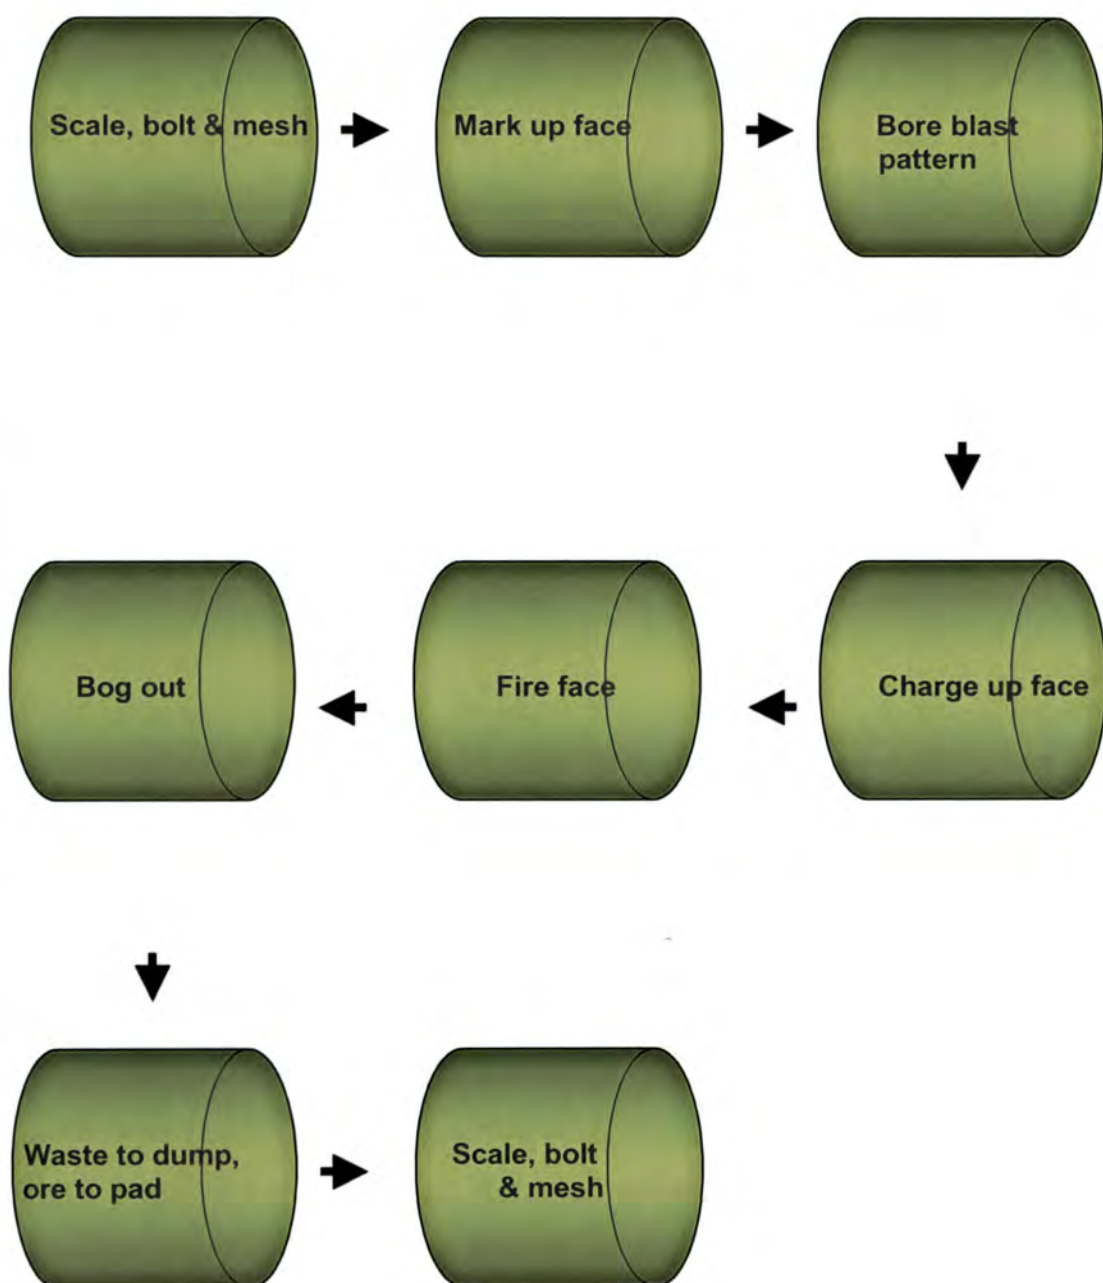 Scale, bolt & mesh
Mark up face
Bore blast
pattern
Charge up face
Fire face
Bog out
Waste to dump,
ore to pad
Scale, bolt
& mesh